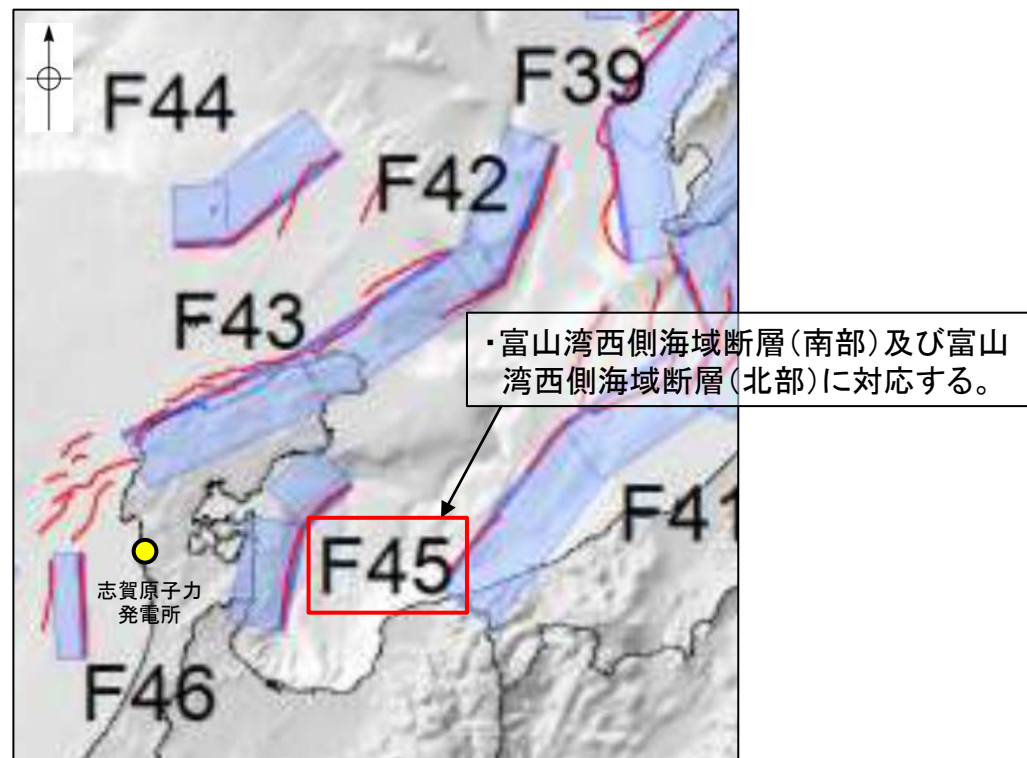 F39
F44
F42
F43
・富山湾西側海域断層(南部)及び富山
湾西側海域断層(北部)に対応する。
F41
F45
志賀原子力
発電所
F46